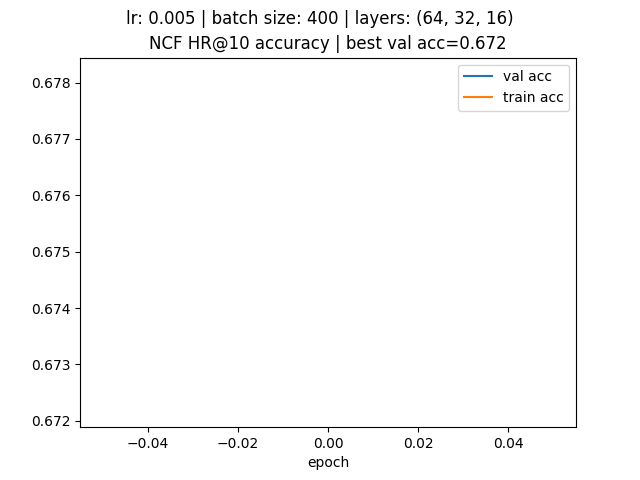 lr: 0.005 | batch size: 400 | layers: (64, 32, 16)
NCF HR@10 accuracy | best val acc=0.672
val acc
train acc
0.678
0.677
0.676
0.675
0.674
0.673
0.672
−0.04
−0.02
0.00
0.02
0.04
epoch